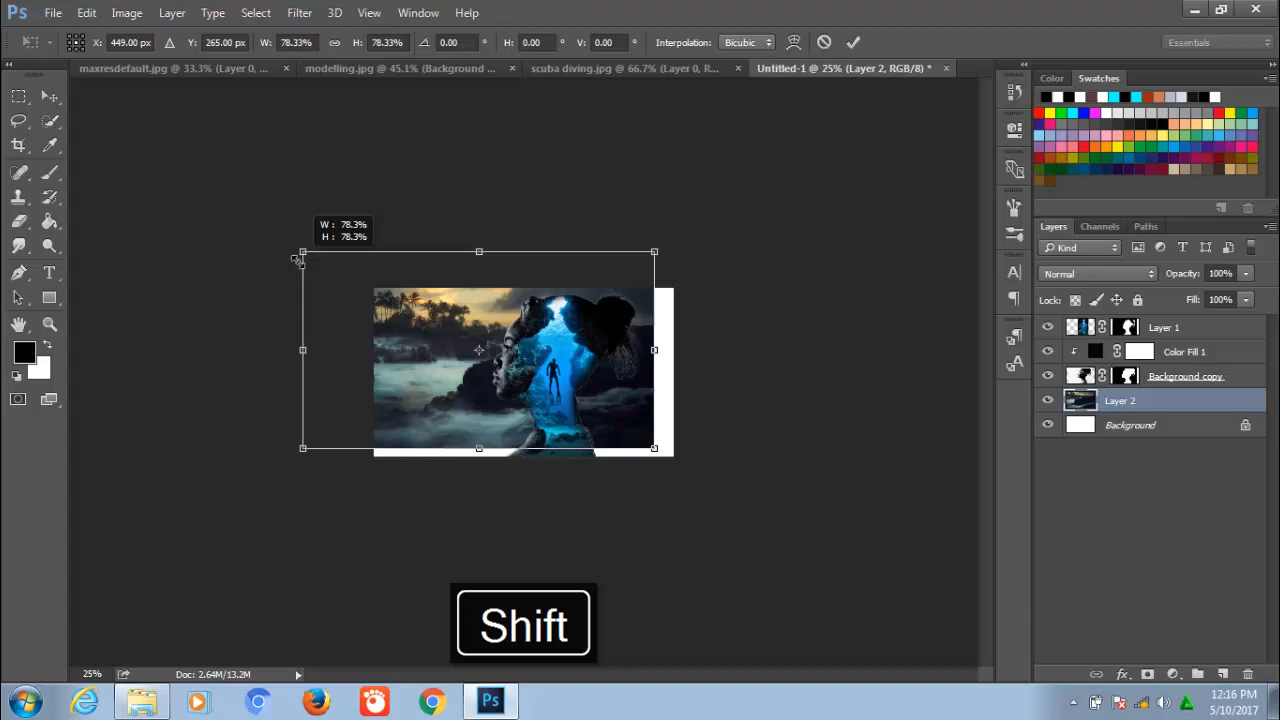 Ps File Edit Image Layer Type Select Filter 3D View Window Help
X: 449.00 px Y: 265.00 px W: 78.33% H: 78.33% 0.00 ° H: 0.00 ° V: 0.00 ° Interpolation: Bicubic Essentials
maxresdefault.jpg @ 33.3% (Layer 0, ... × modelling.jpg @ 45.1% (Background ... × scuba diving.jpg @ 66.7% (Layer 0, R... × Untitled-1 @ 25% (Layer 2, RGB/8) * ×
Color Swatches
W : 78.3%
H : 78.3%
Layers Channels Paths
Kind
Normal Opacity: 100%
Lock: Fill: 100%
Layer 1
Color Fill 1
Background copy
Layer 2
Background
Shift
25% Doc: 2.64M/13.2M
Ps 12:16 PM
5/10/2017